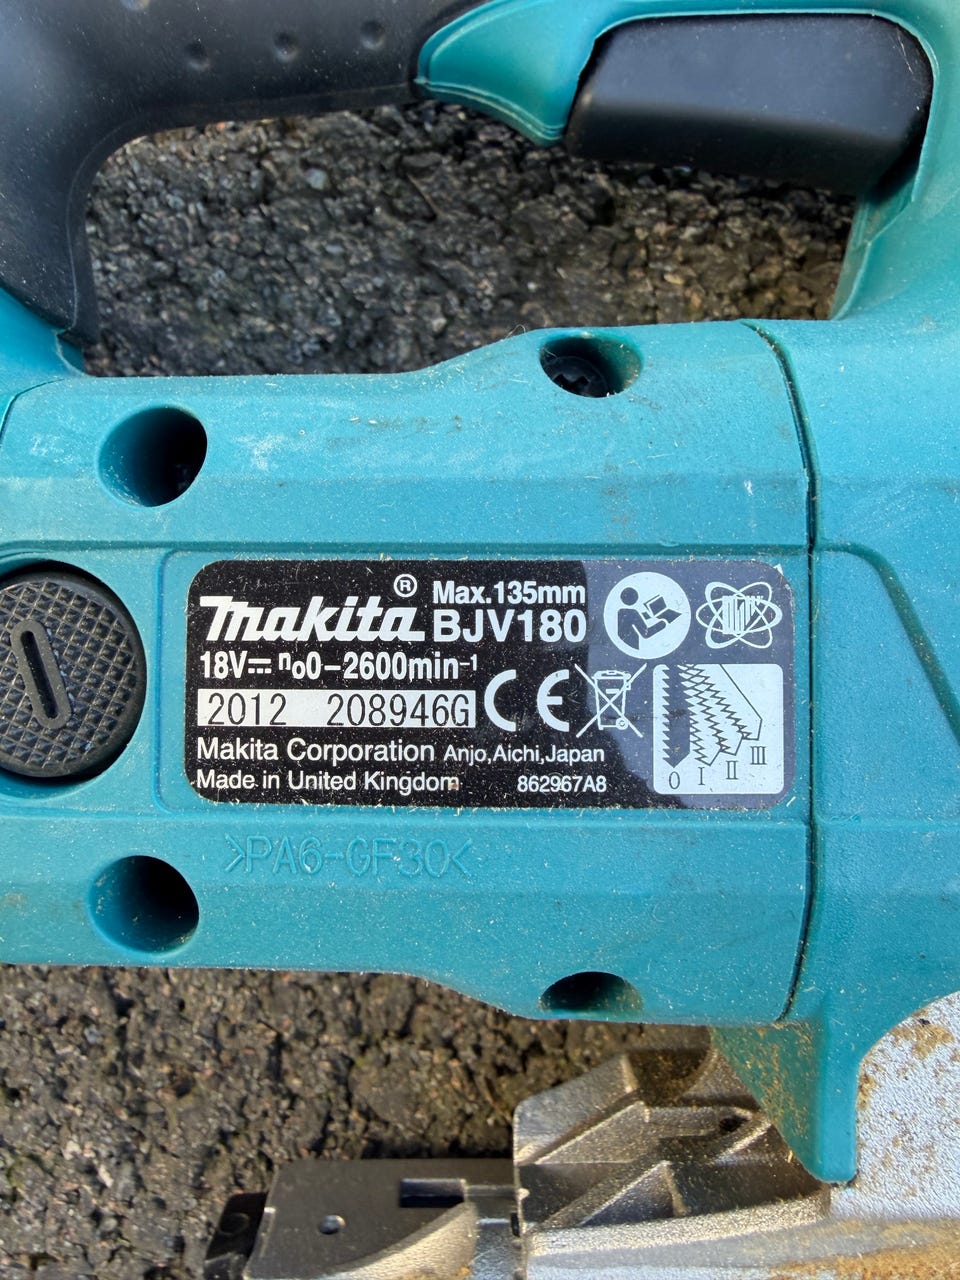 makita® Max.135mm
BJV180
18V⎓ n₀0-2600min⁻¹
2012 208946G CE
Makita Corporation Anjo,Aichi,Japan
Made in United Kingdom 862967A8
0 I II III
>PA6-GF30<